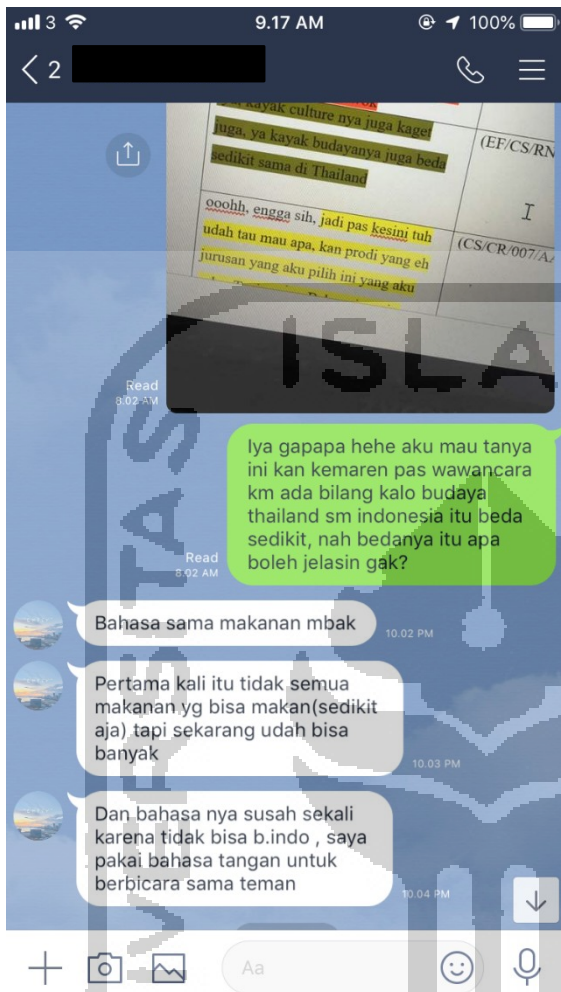 3
9.17 AM
100%
2
kayak culture nya juga kaget
juga, ya kayak budayanya juga beda
sedikit sama di Thailand
(EF/CS/RN
ooohh, engga sih, jadi pas kesini tuh
udah tau mau apa, kan prodi yang eh
jurusan yang aku pilih ini yang aku
(CS/CR/007/AA
Read
8.02 AM
Iya gapapa hehe aku mau tanya
ini kan kemaren pas wawancara
km ada bilang kalo budaya
thailand sm indonesia itu beda
sedikit, nah bedanya itu apa
boleh jelasin gak?
Read
8.02 AM
Bahasa sama makanan mbak
10.02 PM
Pertama kali itu tidak semua
makanan yg bisa makan(sedikit
aja) tapi sekarang udah bisa
banyak
10.03 PM
Dan bahasa nya susah sekali
karena tidak bisa b.indo , saya
pakai bahasa tangan untuk
berbicara sama teman
10.04 PM
Aa
ISLA
VERSITAS